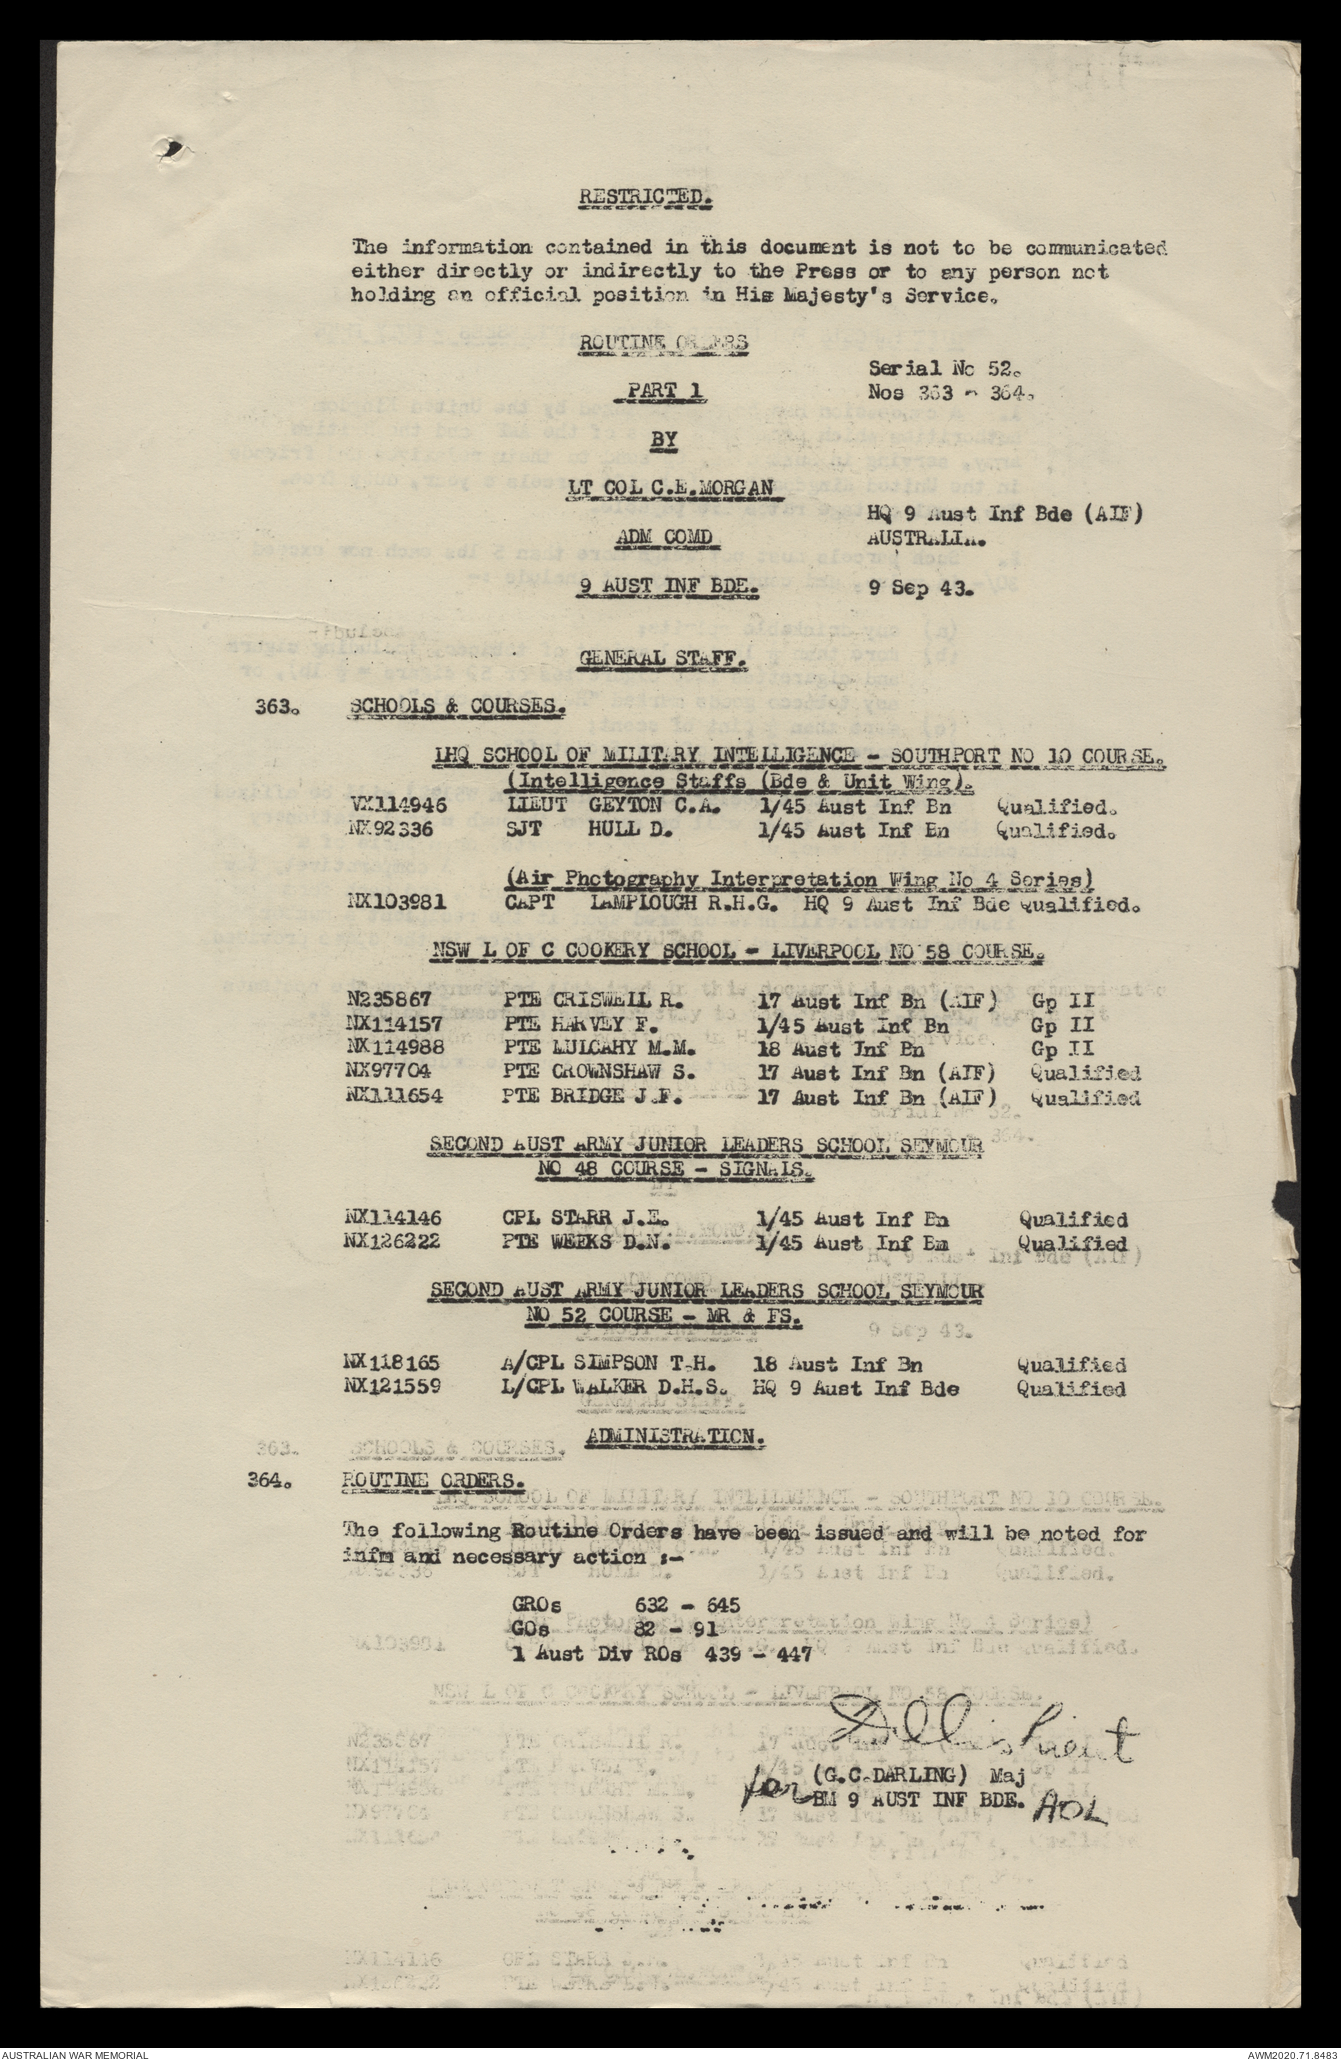 RESTRICTED.
The information contained in this document is not to be communicated
either directly or indirectly to the Press or to any person not
holding an official position in His Majesty's Service.
ROUTINE ORDERS
Serial No 52.
PART 1
Nos 363 - 364.
BY
LT COL C.E.MORGAN
HQ 9 Aust Inf Bde (AIF)
ADM COMD
AUSTRALIA.
9 AUST INF BDE.
9 Sep 43.
GENERAL STAFF.
363. SCHOOLS & COURSES.
LHQ SCHOOL OF MILITARY INTELLIGENCE - SOUTHPORT NO 10 COURSE.
(Intelligence Staffs (Bde & Unit Wing).
VX114946 LIEUT GEYTON C.A. 1/45 Aust Inf Bn Qualified.
NX92336 SJT HULL D. 1/45 Aust Inf Bn Qualified.
(Air Photography Interpretation Wing No 4 Series)
NX103981 CAPT LAMPLOUGH R.H.G. HQ 9 Aust Inf Bde Qualified.
NSW L OF C COOKERY SCHOOL - LIVERPOOL NO 58 COURSE.
N235867 PTE CRISWELL R. 17 Aust Inf Bn (AIF) Gp II
NX114157 PTE HARVEY F. 1/45 Aust Inf Bn Gp II
NX114988 PTE MULCAHY M.M. 18 Aust Inf Bn Gp II
NX97704 PTE CROWNSHAW S. 17 Aust Inf Bn (AIF) Qualified
NX111654 PTE BRIDGE J.F. 17 Aust Inf Bn (AIF) Qualified
SECOND AUST ARMY JUNIOR LEADERS SCHOOL SEYMOUR
NO 48 COURSE - SIGNALS.
NX114146 CPL STARR J.E. 1/45 Aust Inf Bn Qualified
NX126222 PTE WEEKS D.N. 1/45 Aust Inf Bm Qualified
SECOND AUST ARMY JUNIOR LEADERS SCHOOL SEYMOUR
NO 52 COURSE - MR & FS.
NX118165 A/CPL SIMPSON T.H. 18 Aust Inf Bn Qualified
NX121559 L/CPL WALKER D.H.S. HQ 9 Aust Inf Bde Qualified
ADMINISTRATION.
364. ROUTINE ORDERS.
The following Routine Orders have been issued and will be noted for
infm and necessary action :-
GROs 632 - 645
GOs 82 - 91
1 Aust Div ROs 439 - 447
Lieut
(G.C.DARLING) Maj
for BM 9 AUST INF BDE. AOL
AUSTRALIAN WAR MEMORIAL
AWM2020.71.8483